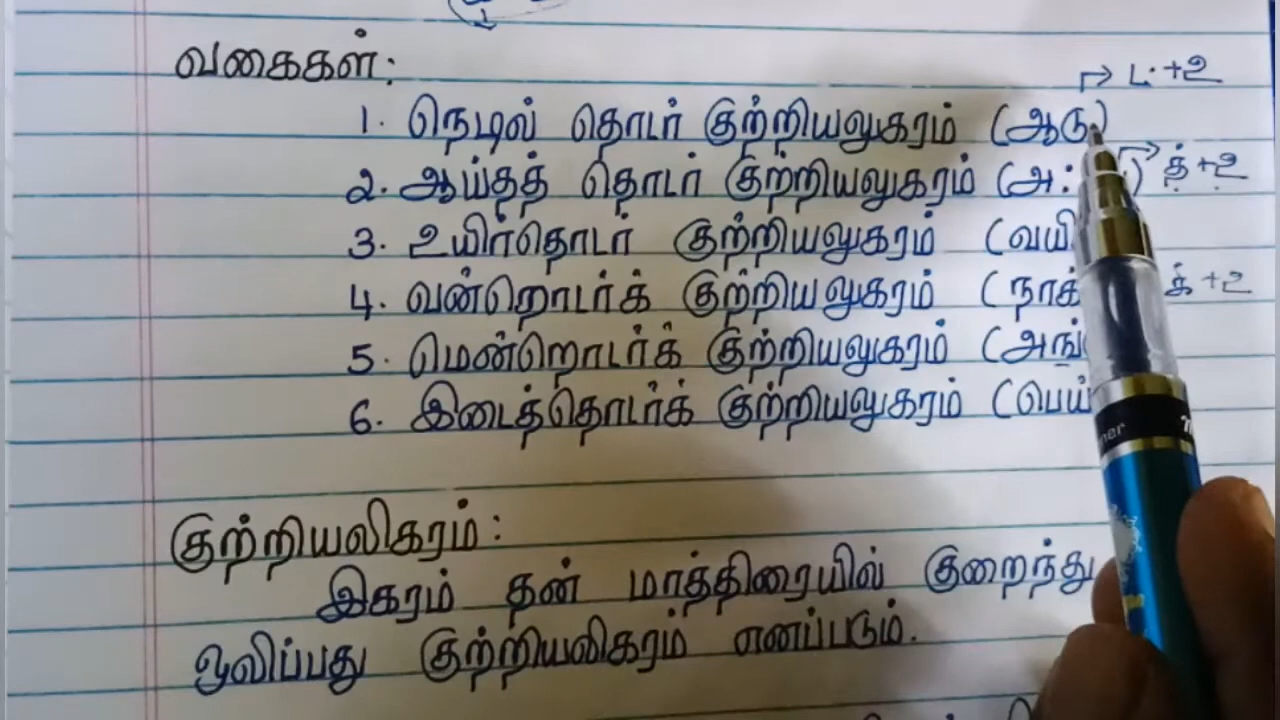 வகைகள்:
1. நெடில் தொடர் குற்றியலுகரம் (ஆடு) → ட்+உ
2. ஆய்தத் தொடர் குற்றியலுகரம் (அஃ ) → த்+உ
3. உயிர்தொடர் குற்றியலுகரம் (வயி
4. வன்றொடர்க் குற்றியலுகரம் (நாக் க்+உ
5. மென்றொடர்க் குற்றியலுகரம் (அங்
6. இடைத்தொடர்க் குற்றியலுகரம் (பெய்
குற்றியலிகரம்:
இகரம் தன் மாத்திரையில் குறைந்து
ஒலிப்பது குற்றியலிகரம் எனப்படும்.